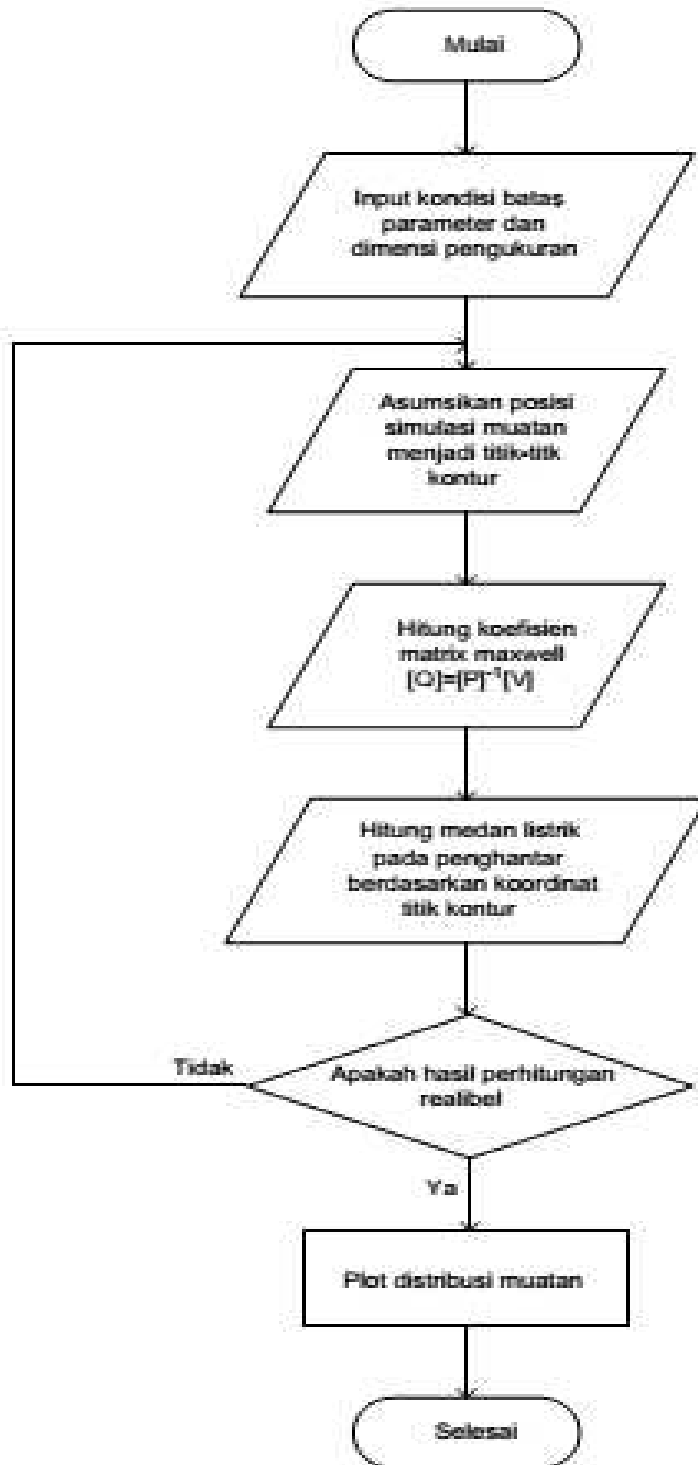 Mulai
Input kondisi batas
parameter dan
dimensi pengukuran
Asumsikan posisi
simulasi muatan
menjadi titik-titk
kontur
Hitung koefisien
matrix maxwell
[Q]=[P]⁻¹[V]
Hitung medan listrik
pada penghantar
berdasarkan koordinat
titik kontur
Tidak
Apakah hasil perhitungan
realibel
Ya
Plot distribusi muatan
Selesai